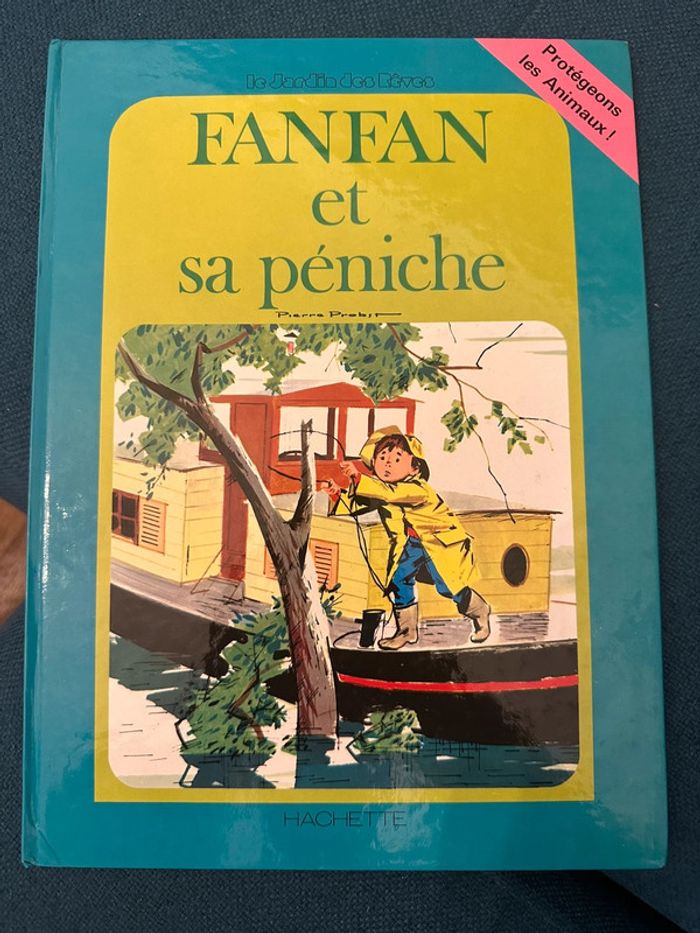 le Jardin des Rêves
Protégeons
les Animaux !
FANFAN
et
sa péniche
Pierre Probst
HACHETTE